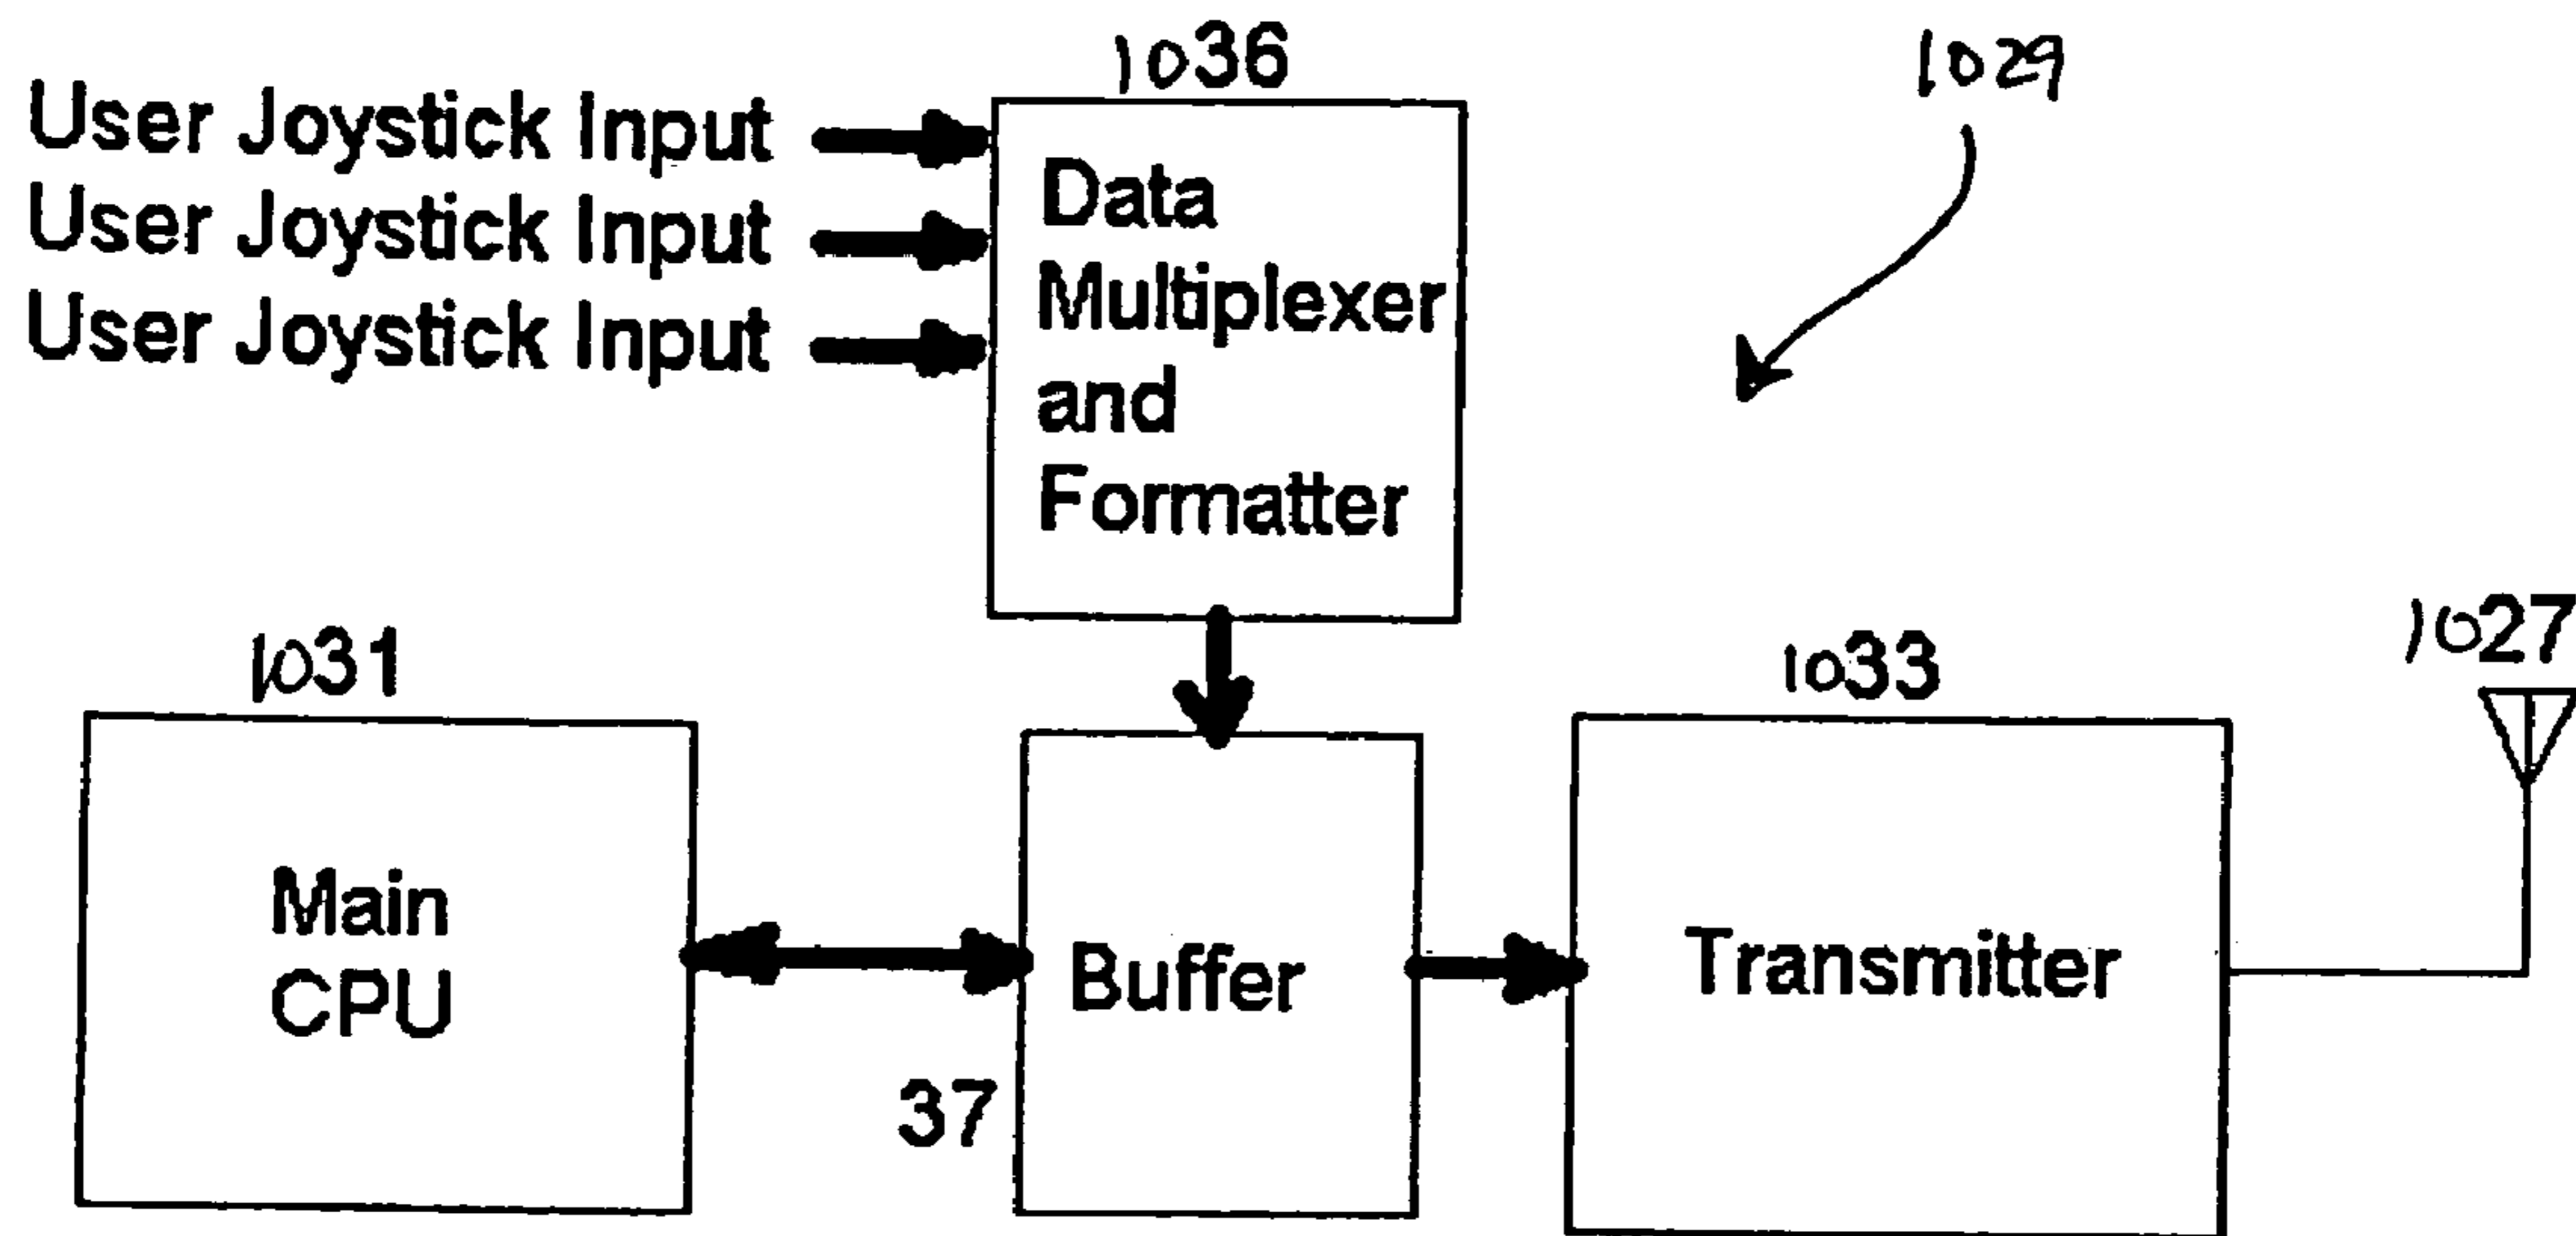 1036
1029
User Joystick Input
User Joystick Input
User Joystick Input
Data
Multiplexer
and
Formatter
1031
1033
1027
Main
CPU
Buffer
37
Transmitter